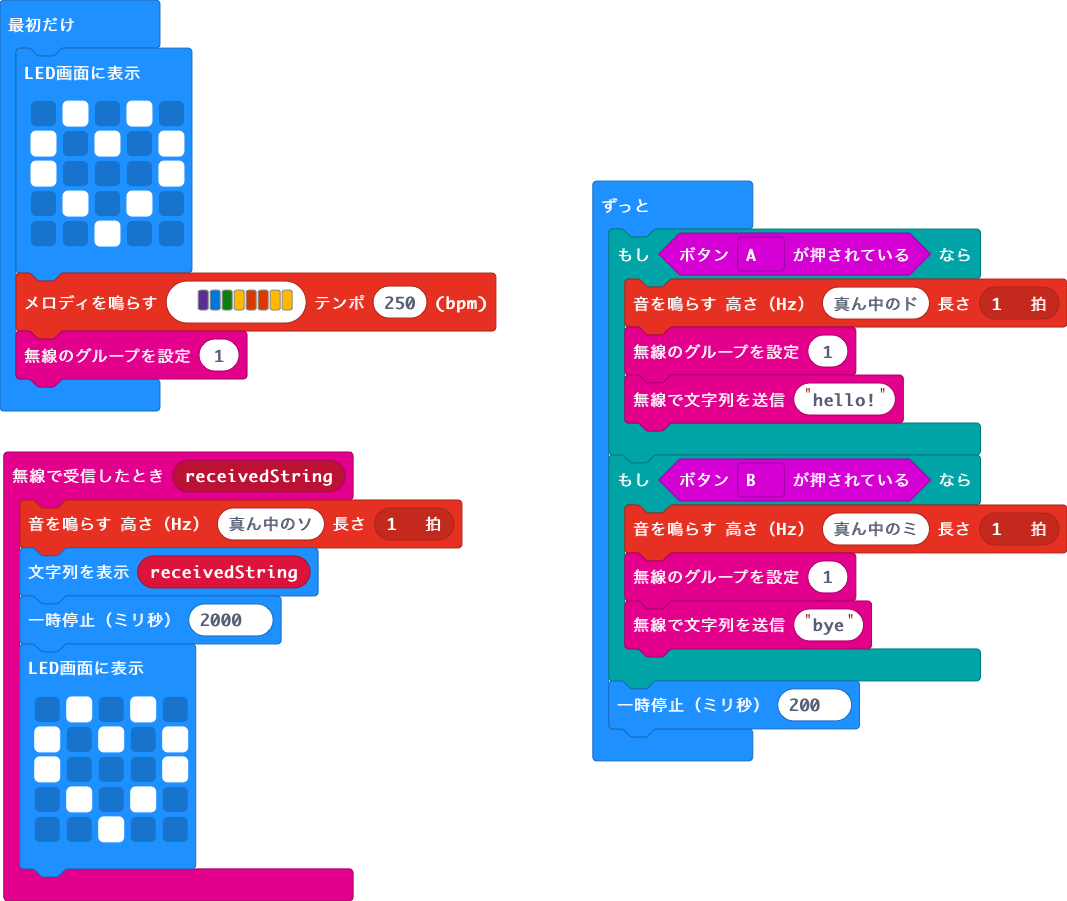 最初だけ
LED画面に表示
メロディを鳴らす テンポ 250 (bpm)
無線のグループを設定 1
無線で受信したとき receivedString
音を鳴らす 高さ（Hz） 真ん中のソ 長さ 1 拍
文字列を表示 receivedString
一時停止（ミリ秒） 2000
LED画面に表示
ずっと
もし ボタン A が押されている なら
音を鳴らす 高さ（Hz） 真ん中のド 長さ 1 拍
無線のグループを設定 1
無線で文字列を送信 "hello!"
もし ボタン B が押されている なら
音を鳴らす 高さ（Hz） 真ん中のミ 長さ 1 拍
無線のグループを設定 1
無線で文字列を送信 "bye"
一時停止（ミリ秒） 200